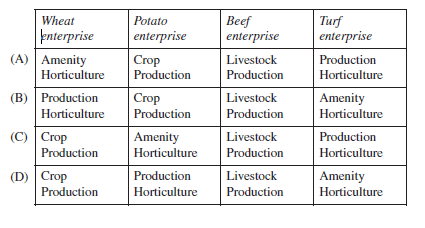 Wheat Potato Beef Turf
enterprise enterprise enterprise enterprise
(A) Amenity Crop Livestock Production
Horticulture Production Production Horticulture
(B) Production Crop Livestock Amenity
Horticulture Production Production Horticulture
(C) Crop Amenity Livestock Production
Production Horticulture Production Horticulture
(D) Crop Production Livestock Amenity
Production Horticulture Production Horticulture